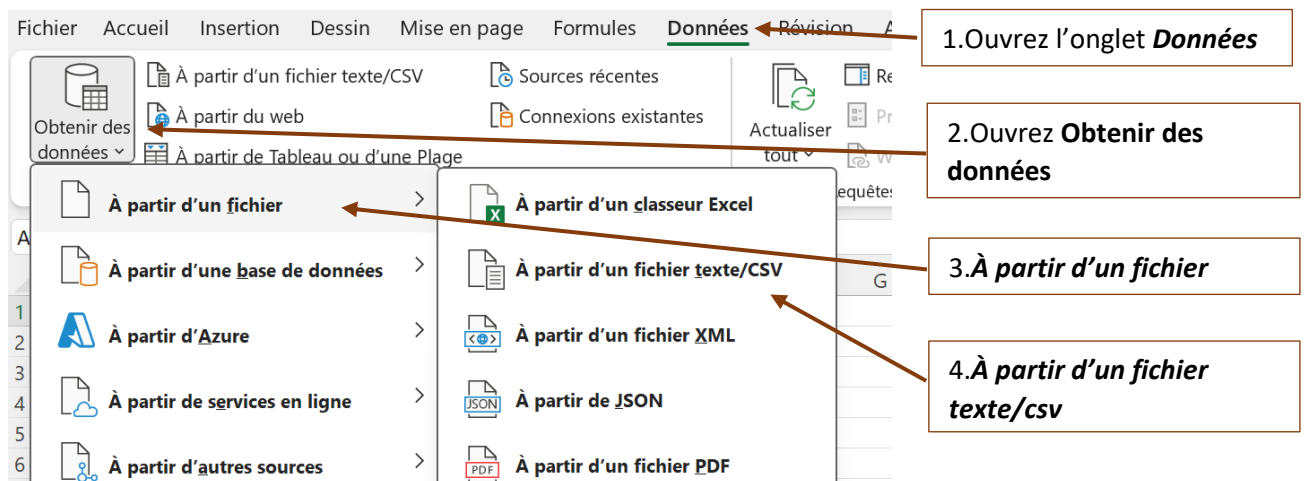 Fichier Accueil Insertion Dessin Mise en page Formules Données Révision
1.Ouvrez l’onglet Données
À partir d’un fichier texte/CSV
Sources récentes
À partir du web
Connexions existantes
À partir de Tableau ou d’une Plage
Obtenir des
données
Actualiser
tout
2.Ouvrez Obtenir des
données
À partir d’un fichier
À partir d’une base de données
À partir d’Azure
À partir de services en ligne
À partir d’autres sources
À partir d’un classeur Excel
À partir d’un fichier texte/CSV
À partir d’un fichier XML
À partir de JSON
À partir d’un fichier PDF
X
JSON
PDF
A
G
1
2
3
4
5
6
3.À partir d’un fichier
4.À partir d’un fichier
texte/csv